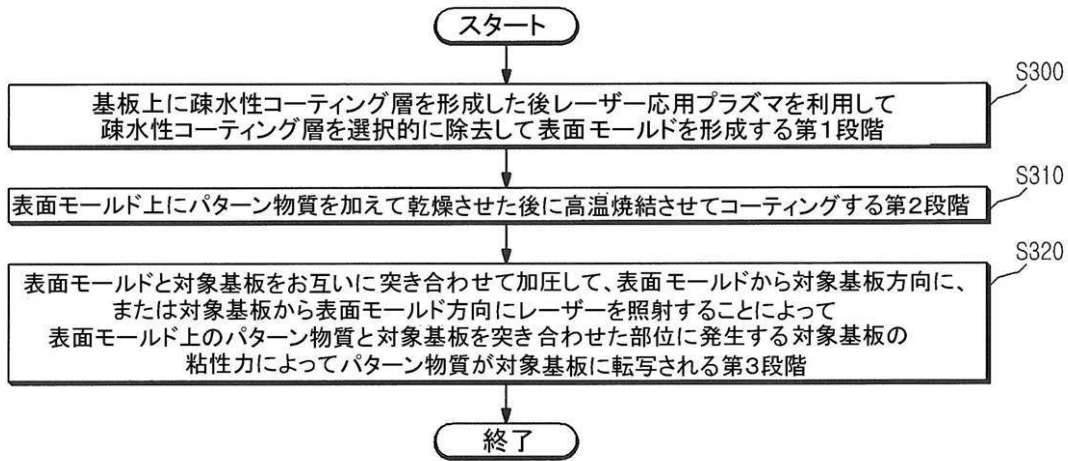 スタート
S300
基板上に疎水性コーティング層を形成した後レーザー応用プラズマを利用して
疎水性コーティング層を選択的に除去して表面モールドを形成する第1段階
S310
表面モールド上にパターン物質を加えて乾燥させた後に高温焼結させてコーティングする第2段階
S320
表面モールドと対象基板をお互いに突き合わせて加圧して、表面モールドから対象基板方向に、
または対象基板から表面モールド方向にレーザーを照射することによって
表面モールド上のパターン物質と対象基板を突き合わせた部位に発生する対象基板の
粘性力によってパターン物質が対象基板に転写される第3段階
終了